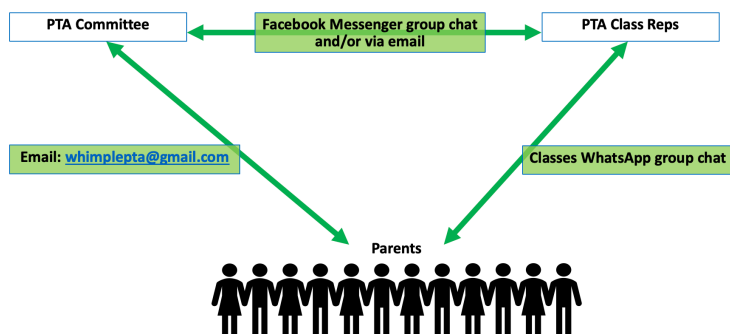 PTA Committee
Facebook Messenger group chat
and/or via email
PTA Class Reps
Email: whimplepta@gmail.com
Classes WhatsApp group chat
Parents